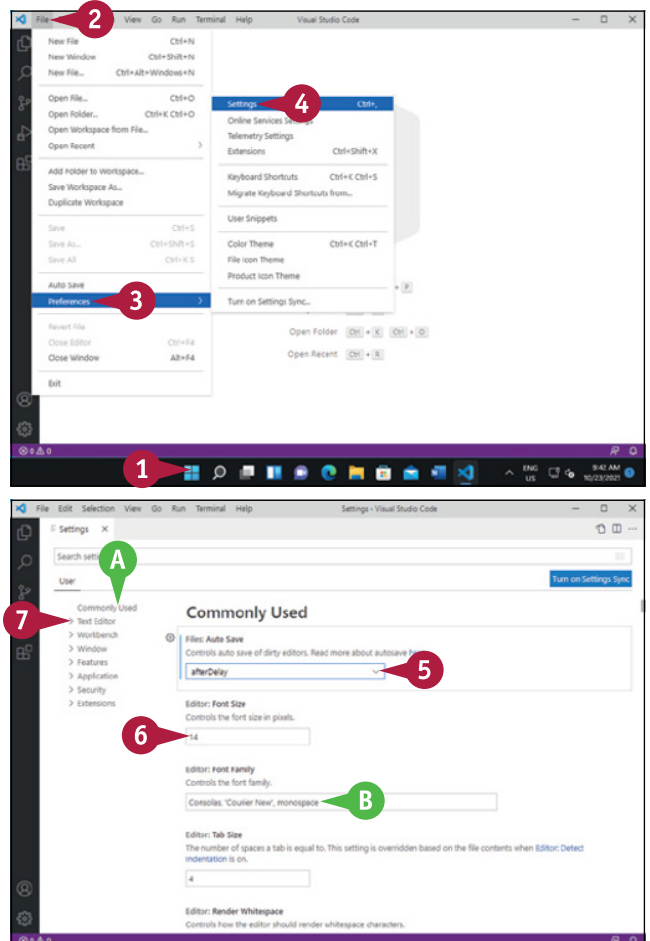 File View Go Run Terminal Help Visual Studio Code
2
New File Ctrl+N
New Window Ctrl+Shift+N
New File... Ctrl+Alt+Windows+N
Open File... Ctrl+O
Open Folder... Ctrl+K Ctrl+O
Open Workspace from File...
Open Recent
Add Folder to Workspace...
Save Workspace As...
Duplicate Workspace
Save Ctrl+S
Save As... Ctrl+Shift+S
Save All Ctrl+K S
Auto Save
Preferences
3
Revert File
Close Editor Ctrl+F4
Close Window Alt+F4
Exit
Settings Ctrl+,
4
Online Services
Telemetry Settings
Extensions Ctrl+Shift+X
Keyboard Shortcuts Ctrl+K Ctrl+S
Migrate Keyboard Shortcuts from...
User Snippets
Color Theme Ctrl+K Ctrl+T
File Icon Theme
Product Icon Theme
Turn on Settings Sync...
+ P
Open Folder Ctrl + K Ctrl + O
Open Recent Ctrl + R
0 0
1
ENG
US
9:42 AM
10/23/2021
File Edit Selection View Go Run Terminal Help Settings - Visual Studio Code
Settings
Search
A
User
Turn on Settings Sync
Commonly Used
7
Text Editor
Workbench
Window
Features
Application
Security
Extensions
Commonly Used
Files: Auto Save
Controls auto save of dirty editors. Read more about autosave
afterDelay
5
Editor: Font Size
Controls the font size in pixels.
6
14
Editor: Font Family
Controls the font family.
Consolas, 'Courier New', monospace
B
Editor: Tab Size
The number of spaces a tab is equal to. This setting is overridden based on the file contents when Editor: Detect
Indentation is on.
4
Editor: Render Whitespace
Controls how the editor should render whitespace characters.
0 0